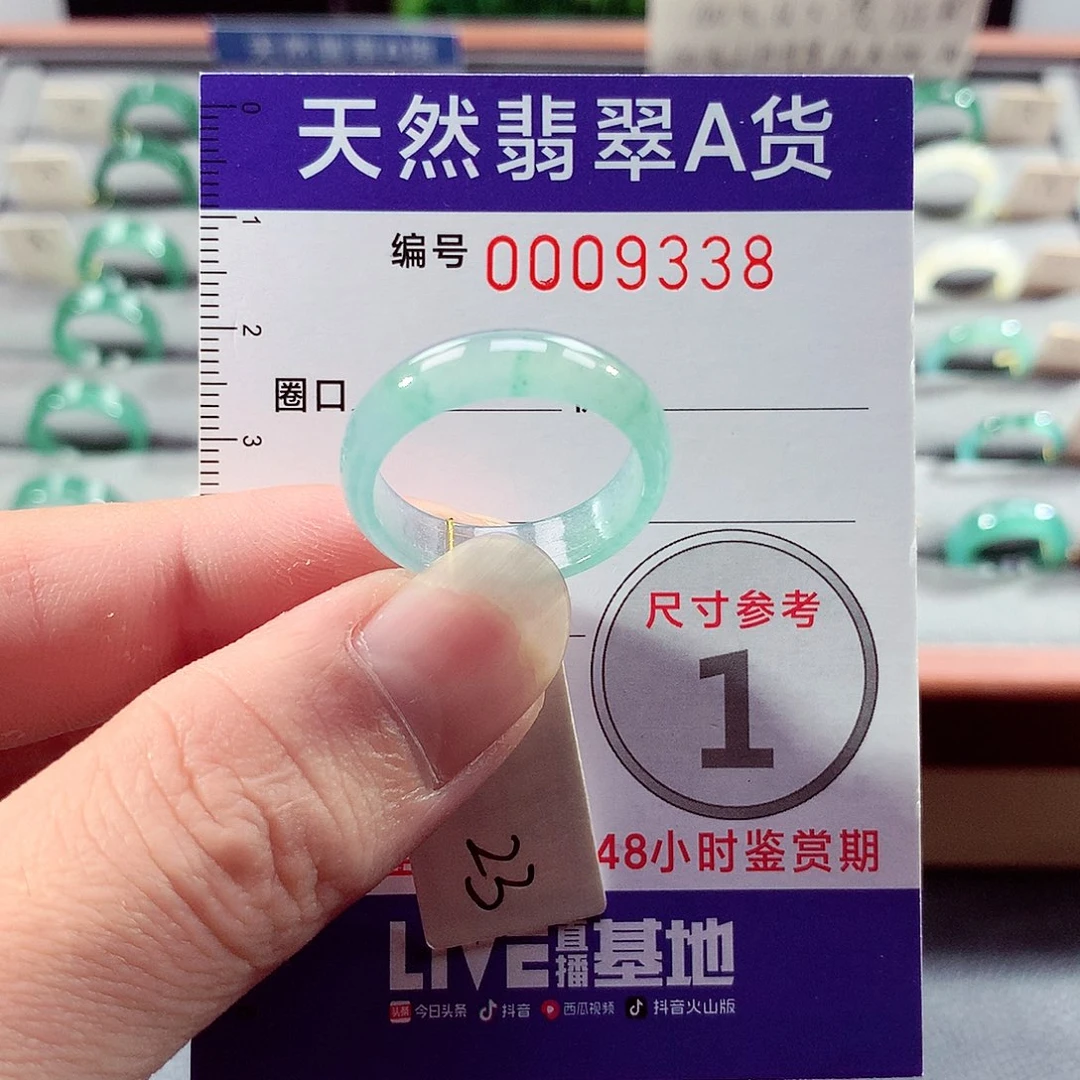 天然翡翠A货
编号 0009338
0
1
2
3
圈口
尺寸参考
1
48小时鉴赏期
23
LIVE直播基地
头条 今日头条 抖音 西瓜视频 抖音火山版